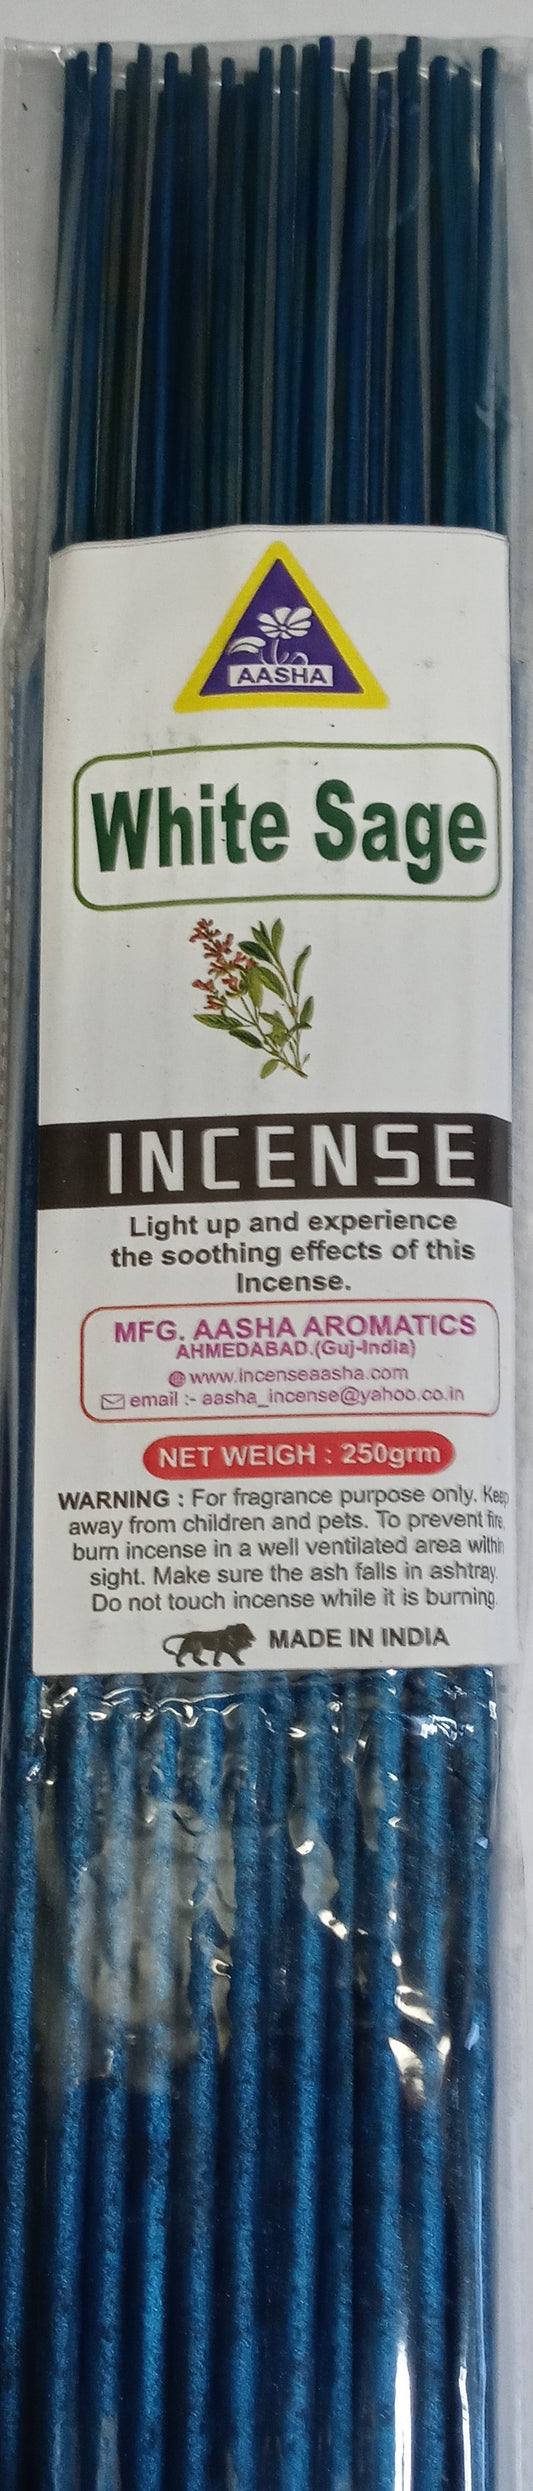 AASHA
White Sage
INCENSE
Light up and experience
the soothing effects of this
Incense.
MFG. AASHA AROMATICS
AHMEDABAD.(Guj-India)
www.incenseaasha.com
email :- aasha_incense@yahoo.co.in
NET WEIGH : 250grm
WARNING : For fragrance purpose only. Keep
away from children and pets. To prevent fire,
burn incense in a well ventilated area within
sight. Make sure the ash falls in ashtray.
Do not touch incense while it is burning.
MADE IN INDIA